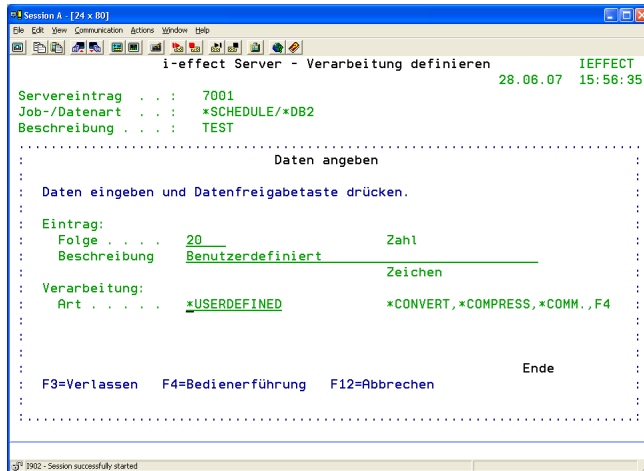 Session A - [24 x 80]
File Edit View Communication Actions Window Help
i-effect Server - Verarbeitung definieren IEFFECT
28.06.07 15:56:35
Servereintrag . . : 7001
Job-/Datenart . . : *SCHEDULE/*DB2
Beschreibung . . . : TEST
Daten angeben
Daten eingeben und Datenfreigabetaste drücken.
Eintrag:
Folge . . . . 20 Zahl
Beschreibung Benutzerdefiniert
Zeichen
Verarbeitung:
Art . . . . . *USERDEFINED *CONVERT,*COMPRESS,*COMM.,F4
Ende
F3=Verlassen F4=Bedienerführung F12=Abbrechen
I902 - Session successfully started